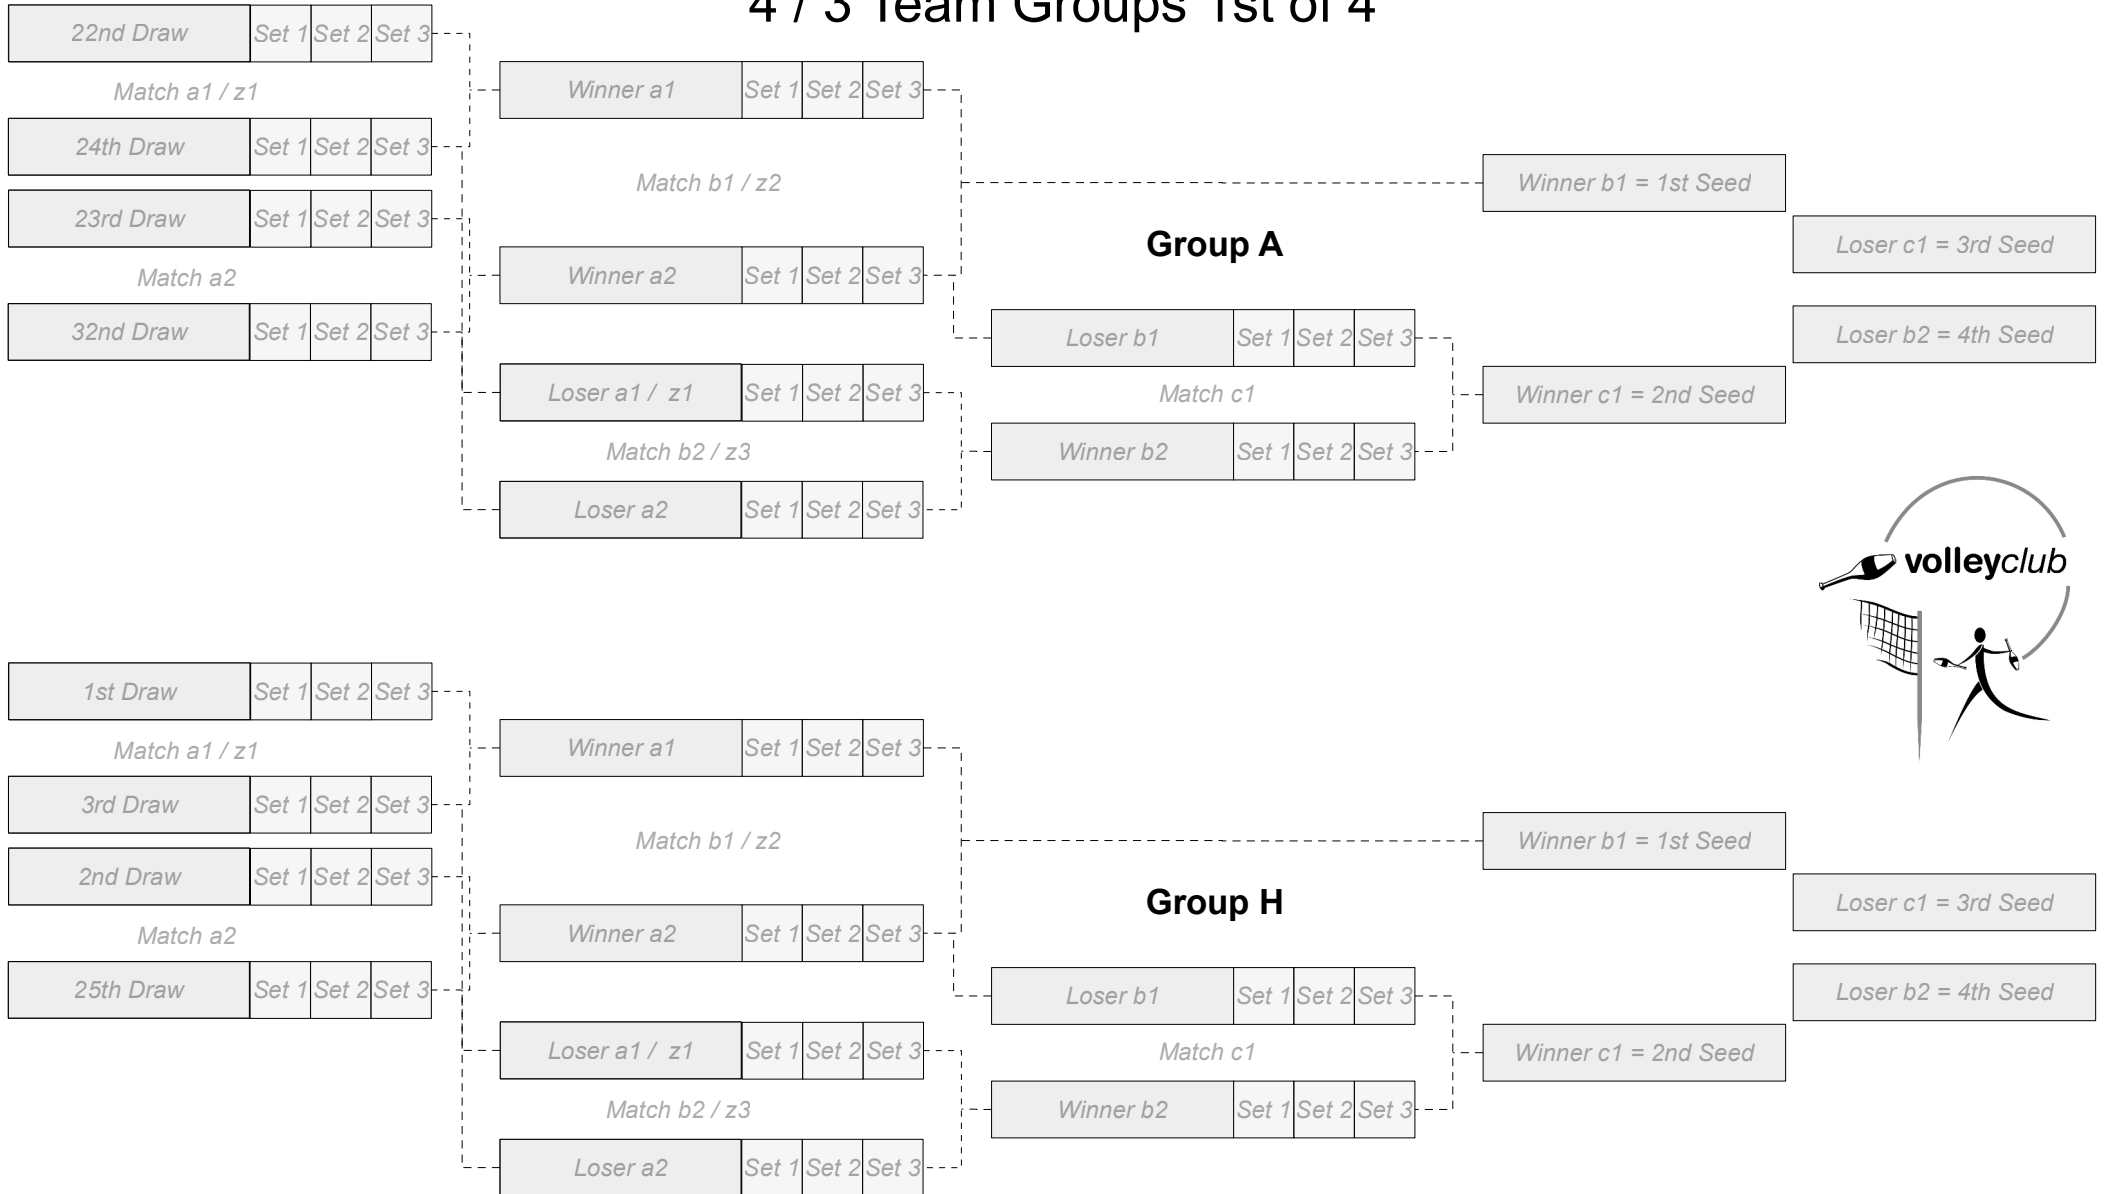 4 / 3 Team Groups 1st of 4
22nd Draw Set 1 Set 2 Set 3
Match a1 / z1
24th Draw Set 1 Set 2 Set 3
23rd Draw Set 1 Set 2 Set 3
Match a2
32nd Draw Set 1 Set 2 Set 3
Winner a1 Set 1 Set 2 Set 3
Match b1 / z2
Winner a2 Set 1 Set 2 Set 3
Loser a1 / z1 Set 1 Set 2 Set 3
Match b2 / z3
Loser a2 Set 1 Set 2 Set 3
Group A
Loser b1 Set 1 Set 2 Set 3
Match c1
Winner b2 Set 1 Set 2 Set 3
Winner b1 = 1st Seed
Winner c1 = 2nd Seed
Loser c1 = 3rd Seed
Loser b2 = 4th Seed
volleyclub
1st Draw Set 1 Set 2 Set 3
Match a1 / z1
3rd Draw Set 1 Set 2 Set 3
2nd Draw Set 1 Set 2 Set 3
Match a2
25th Draw Set 1 Set 2 Set 3
Winner a1 Set 1 Set 2 Set 3
Match b1 / z2
Winner a2 Set 1 Set 2 Set 3
Loser a1 / z1 Set 1 Set 2 Set 3
Match b2 / z3
Loser a2 Set 1 Set 2 Set 3
Group H
Loser b1 Set 1 Set 2 Set 3
Match c1
Winner b2 Set 1 Set 2 Set 3
Winner b1 = 1st Seed
Winner c1 = 2nd Seed
Loser c1 = 3rd Seed
Loser b2 = 4th Seed